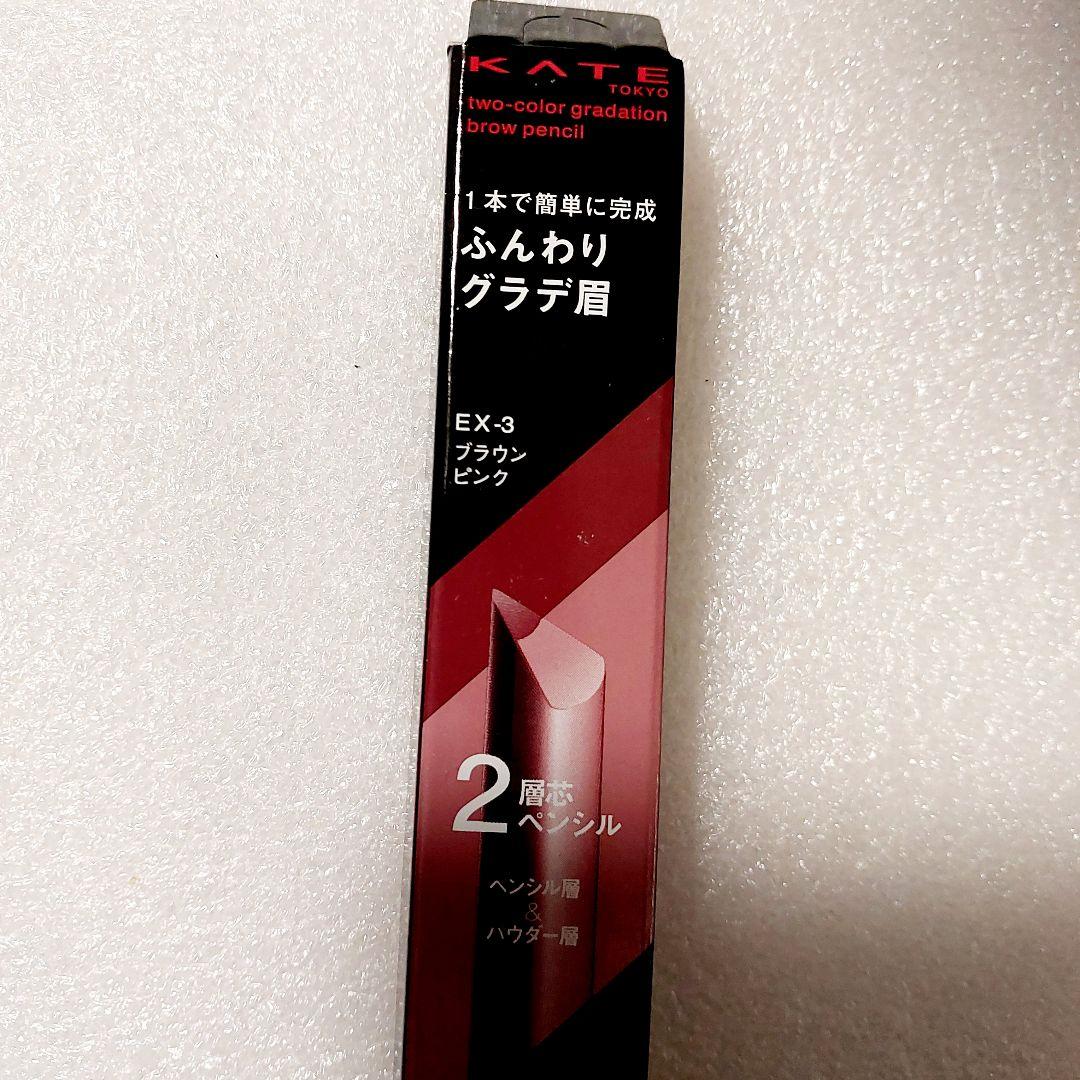 KATE
TOKYO
two-color gradation
brow pencil
1本で簡単に完成
ふんわり
グラデ眉
EX-3
ブラウン
ピンク
2層芯
ペンシル
ペンシル層
&
パウダー層